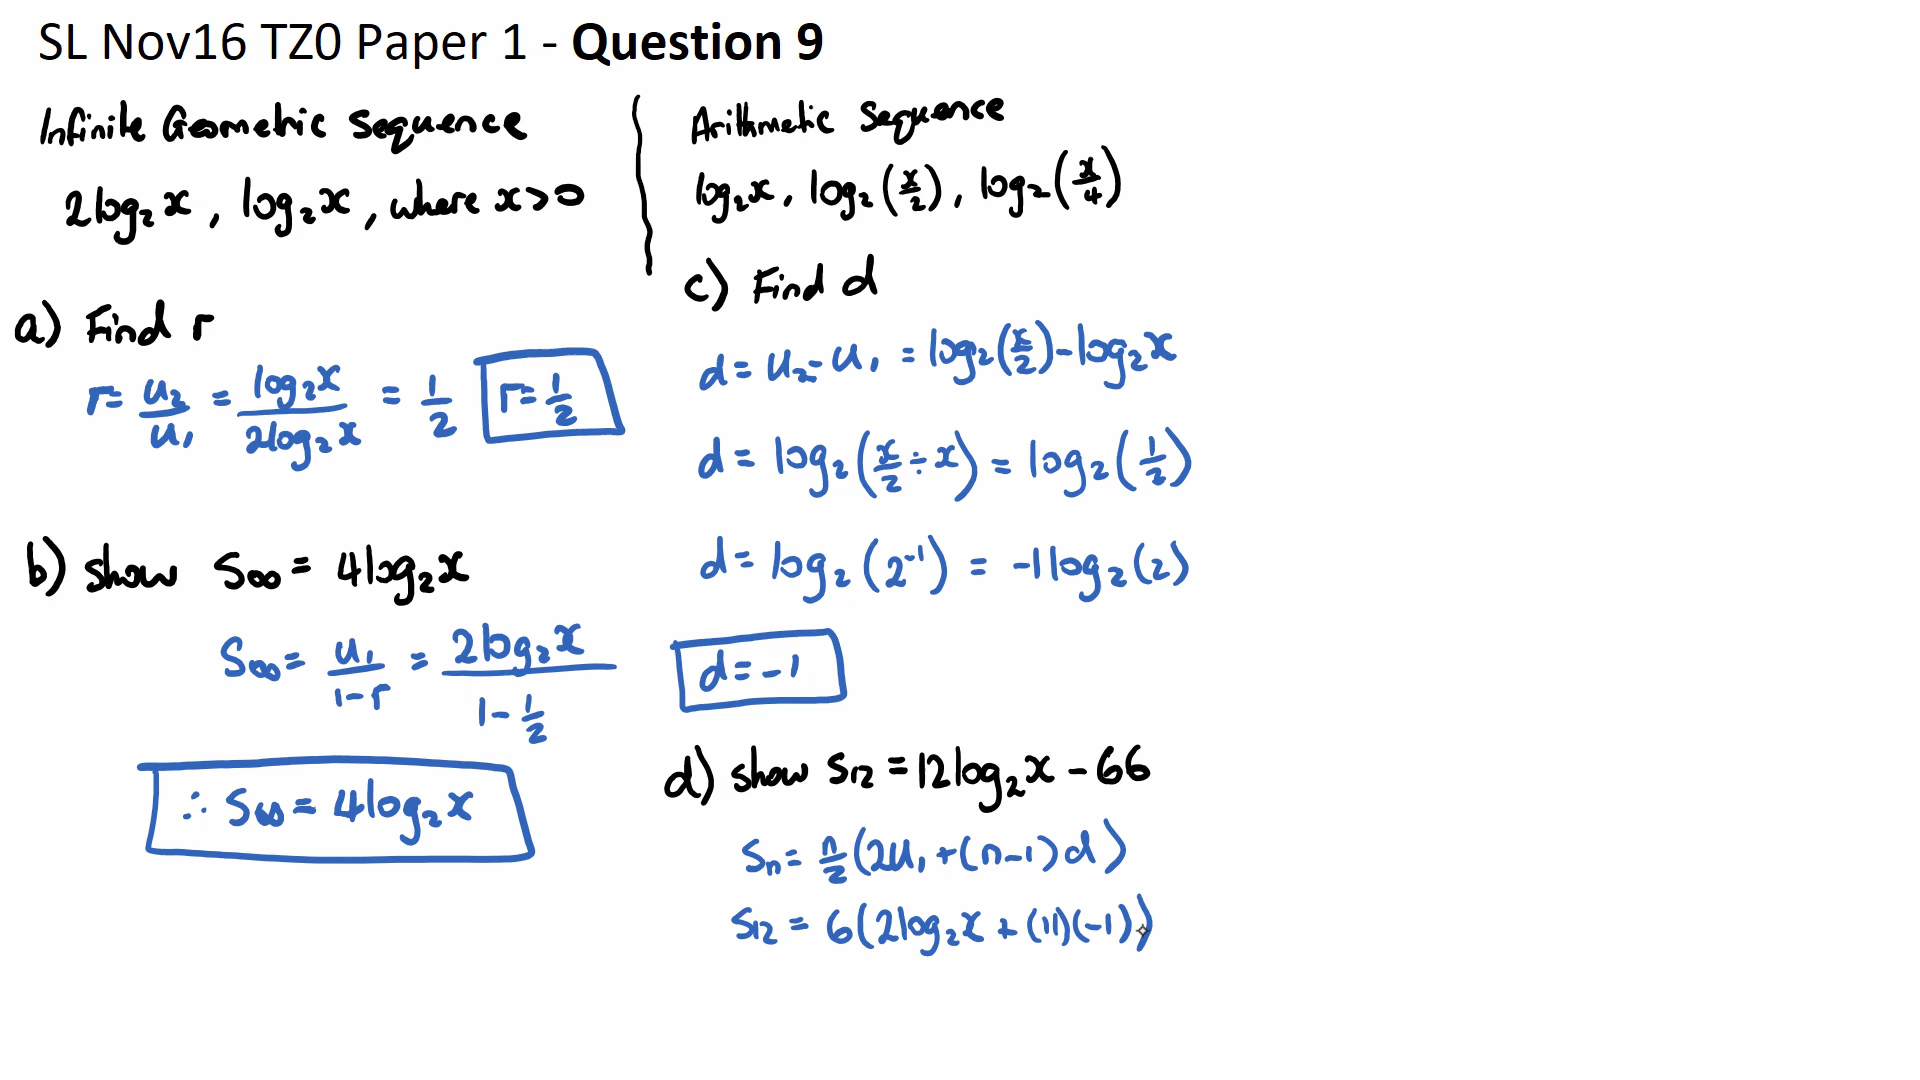 SL Nov16 TZ0 Paper 1 - Question 9
Infinite Geometric Sequence
2log₂x, log₂x, where x>0
a) Find r
r = u₂/u₁ = log₂x/2log₂x = 1/2
r = 1/2
b) show S∞ = 4log₂x
S∞ = u₁/1-r = 2log₂x/1-1/2
∴ S∞ = 4log₂x
Arithmetic Sequence
log₂x, log₂(x/2), log₂(x/4)
c) Find d
d = u₂ - u₁ = log₂(x/2) - log₂x
d = log₂(x/2 ÷ x) = log₂(1/2)
d = log₂(2⁻¹) = -1log₂(2)
d = -1
d) show S₁₂ = 12log₂x - 66
Sₙ = n/2(2u₁ + (n-1)d)
S₁₂ = 6(2log₂x + (11)(-1))